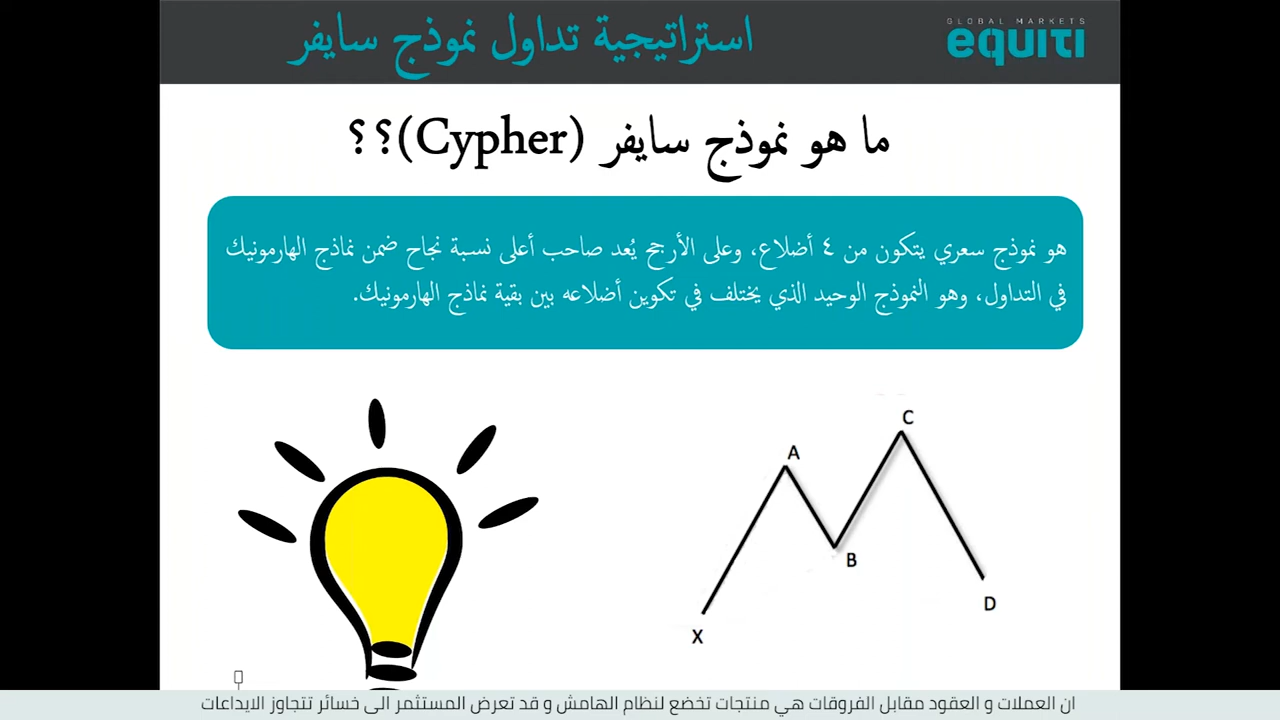 استراتيجية تداول نموذج سايفر
GLOBAL MARKETS
equiti
ما هو نموذج سايفر (Cypher)؟؟
هو نموذج سعري يتكون من ٤ أضلاع، وعلى الأرجح يُعد صاحب أعلى نسبة نجاح ضمن نماذج الهارمونيك
في التداول، وهو النموذج الوحيد الذي يختلف في تكوين أضلاعه بين بقية نماذج الهارمونيك.
C
A
B
D
X
ان العملات و العقود مقابل الفروقات هي منتجات تخضع لنظام الهامش و قد تعرض المستثمر الى خسائر تتجاوز الايداعات